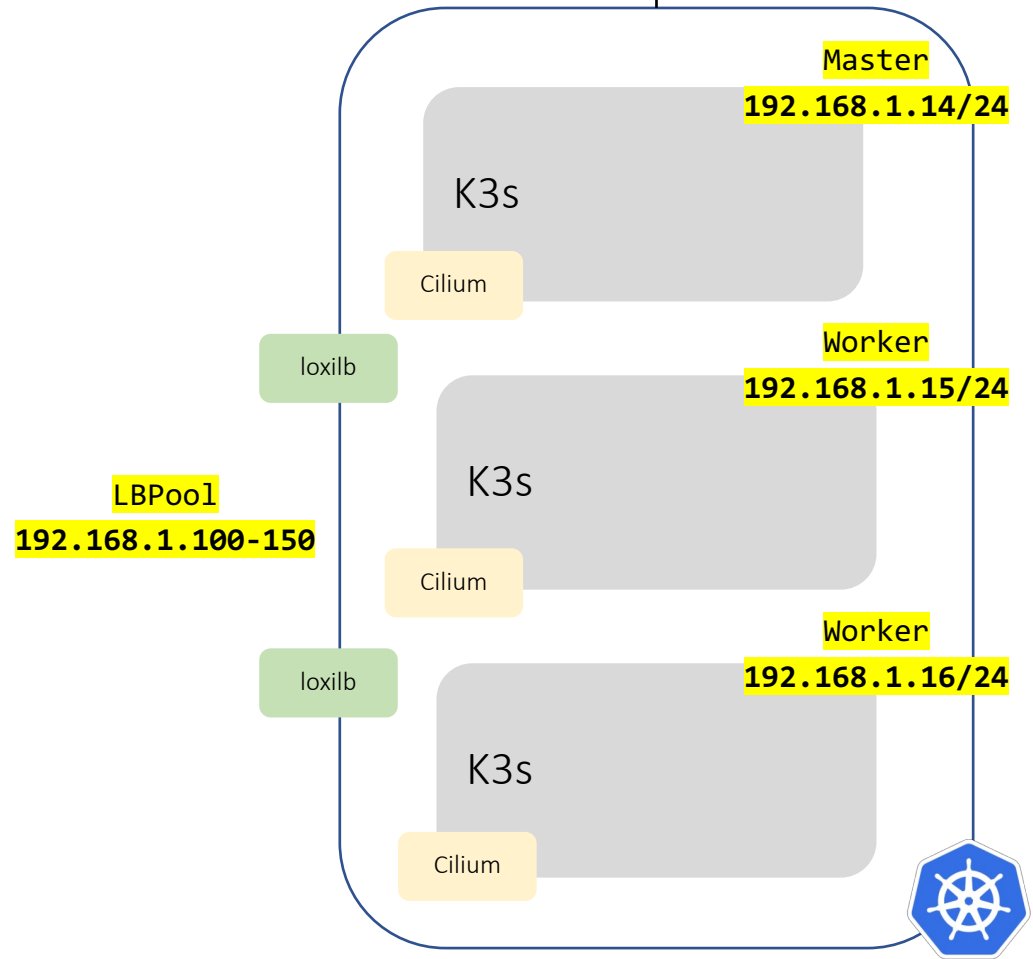 Master
192.168.1.14/24
K3s
Cilium
loxilb
Worker
192.168.1.15/24
K3s
LBPool
192.168.1.100-150
Cilium
Worker
192.168.1.16/24
loxilb
K3s
Cilium